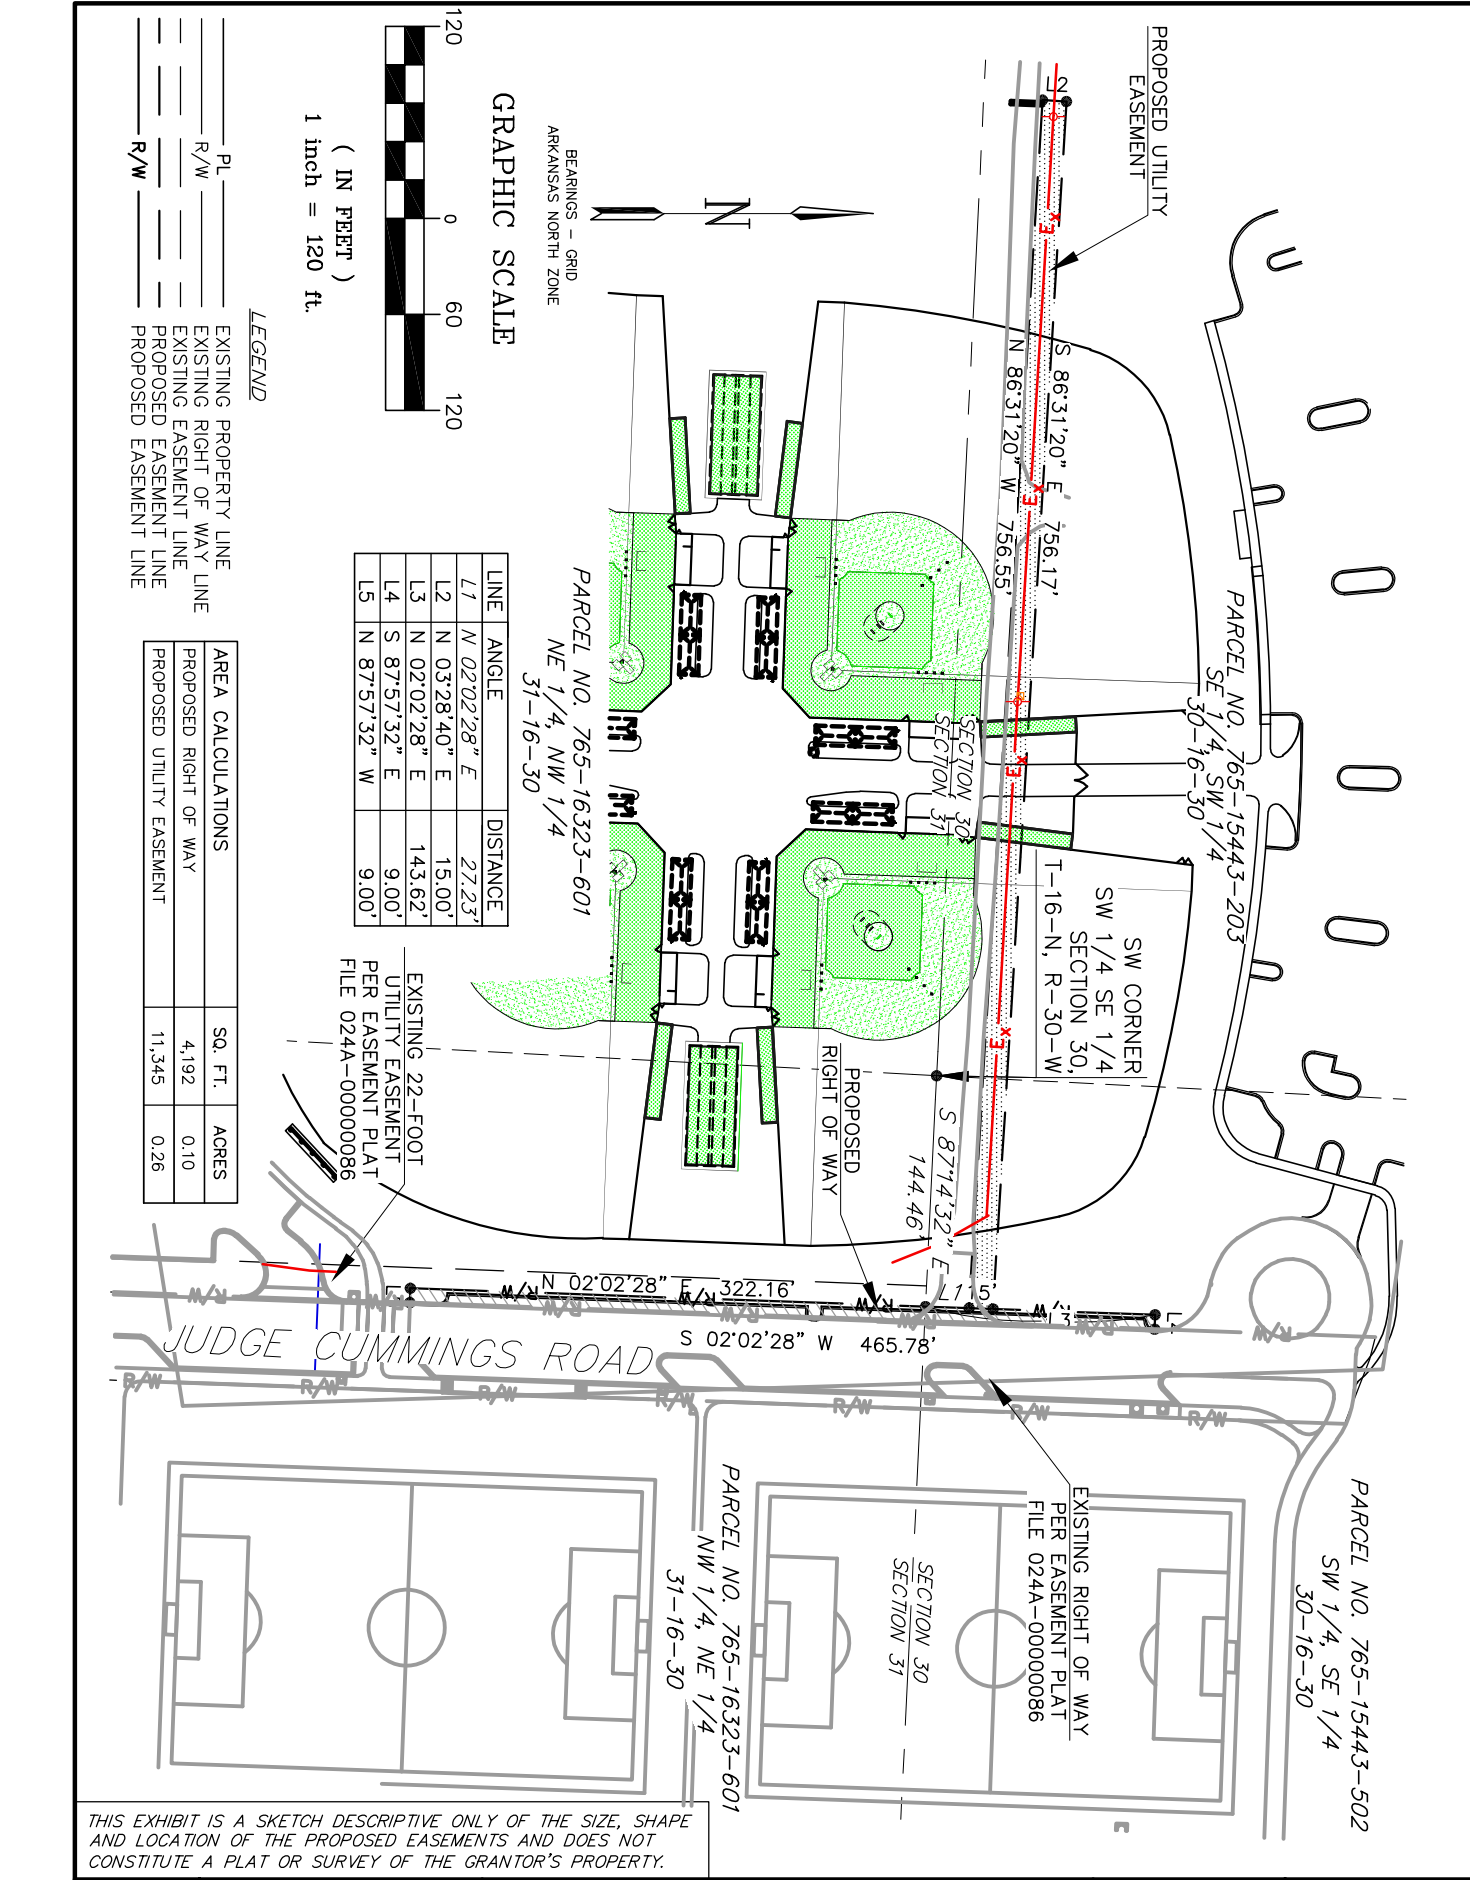 PROPOSED UTILITY
EASEMENT
L2
S 86°31'20" E 756.17'
N 86°31'20" W 756.55'
PARCEL NO. 765-15443-203
SE 1/4, SW 1/4
30-16-30
SW CORNER
SW 1/4 SE 1/4
SECTION 30,
T-16-N, R-30-W
SECTION 30
SECTION 31
S 87°14'32" E
144.46'
PROPOSED
RIGHT OF WAY
N
BEARINGS - GRID
ARKANSAS NORTH ZONE
GRAPHIC SCALE
120 0 60 120
( IN FEET )
1 inch = 120 ft.
LEGEND
PL EXISTING PROPERTY LINE
R/W EXISTING RIGHT OF WAY LINE
EXISTING EASEMENT LINE
PROPOSED EASEMENT LINE
R/W PROPOSED EASEMENT LINE
PARCEL NO. 765-16323-601
NE 1/4, NW 1/4
31-16-30
LINE ANGLE DISTANCE
L1 N 02°02'28" E 27.23'
L2 N 03°28'40" E 15.00'
L3 N 02°02'28" E 143.62'
L4 S 87°57'32" E 9.00'
L5 N 87°57'32" W 9.00'
AREA CALCULATIONS SQ. FT. ACRES
PROPOSED RIGHT OF WAY 4,192 0.10
PROPOSED UTILITY EASEMENT 11,345 0.26
EXISTING 22-FOOT
UTILITY EASEMENT
PER EASEMENT PLAT
FILE 024A-00000086
N 02°02'28" E 322.16'
L1
S 02°02'28" W 465.78'
JUDGE CUMMINGS ROAD
R/W
R/W
R/W
R/W
R/W
R/W
R/W
EXISTING RIGHT OF WAY
PER EASEMENT PLAT
FILE 024A-00000086
SECTION 30
SECTION 31
PARCEL NO. 765-15443-502
SW 1/4, SE 1/4
30-16-30
PARCEL NO. 765-16323-601
NW 1/4, NE 1/4
31-16-30
THIS EXHIBIT IS A SKETCH DESCRIPTIVE ONLY OF THE SIZE, SHAPE
AND LOCATION OF THE PROPOSED EASEMENTS AND DOES NOT
CONSTITUTE A PLAT OR SURVEY OF THE GRANTOR'S PROPERTY.